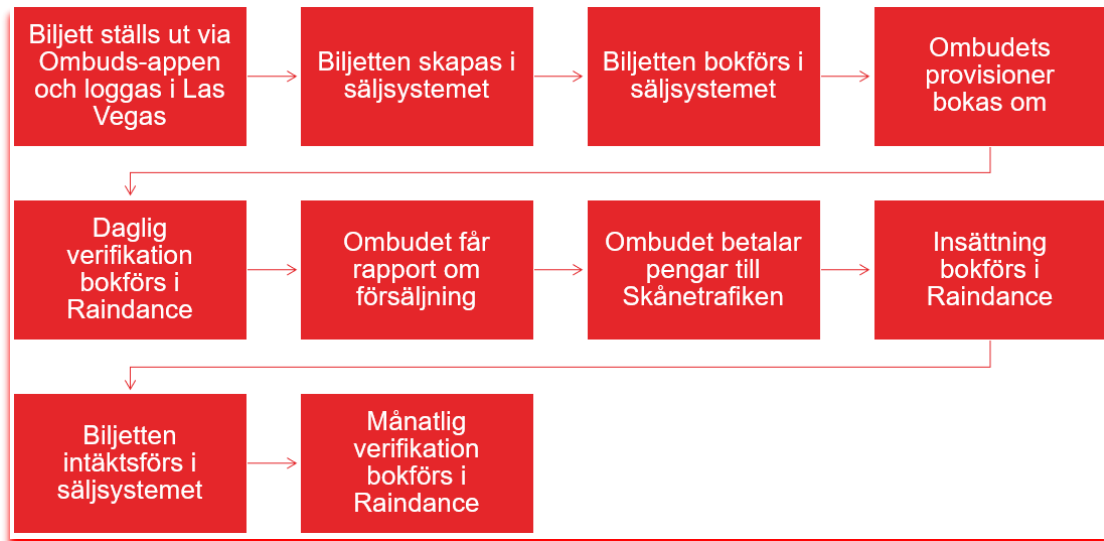 Biljett ställs ut via
Ombuds-appen
och loggas i Las
Vegas
Biljetten skapas i
säljsystemet
Biljetten bokförs i
säljsystemet
Ombudets
provisioner
bokas om
Daglig
verifikation
bokförs i
Raindance
Ombudet får
rapport om
försäljning
Ombudet betalar
pengar till
Skånetrafiken
Insättning
bokförs i
Raindance
Biljetten
intäktsförs i
säljsystemet
Månatlig
verifikation
bokförs i
Raindance